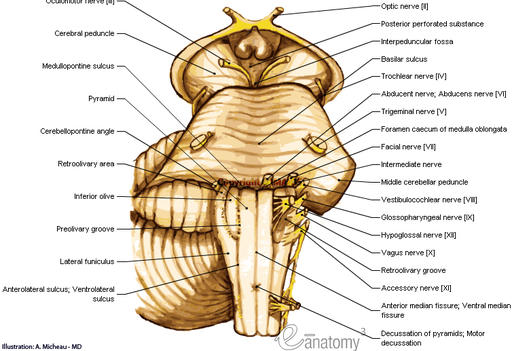 Oculomotor nerve [III]
Cerebral peduncle
Medullopontine sulcus
Pyramid
Cerebellopontine angle
Retroolivary area
Inferior olive
Preolivary groove
Lateral funiculus
Anterolateral sulcus; Ventrolateral
sulcus
Optic nerve [II]
Posterior perforated substance
Interpeduncular fossa
Basilar sulcus
Trochlear nerve [IV]
Abducent nerve; Abducens nerve [VI]
Trigeminal nerve [V]
Foramen caecum of medulla oblongata
Facial nerve [VII]
Intermediate nerve
Middle cerebellar peduncle
Vestibulocochlear nerve [VIII]
Glossopharyngeal nerve [IX]
Hypoglossal nerve [XII]
Vagus nerve [X]
Retroolivary groove
Accessory nerve [XI]
Anterior median fissure; Ventral median
fissure
Decussation of pyramids; Motor
decussation
Illustration: A. Micheau - MD
e anatomy 3